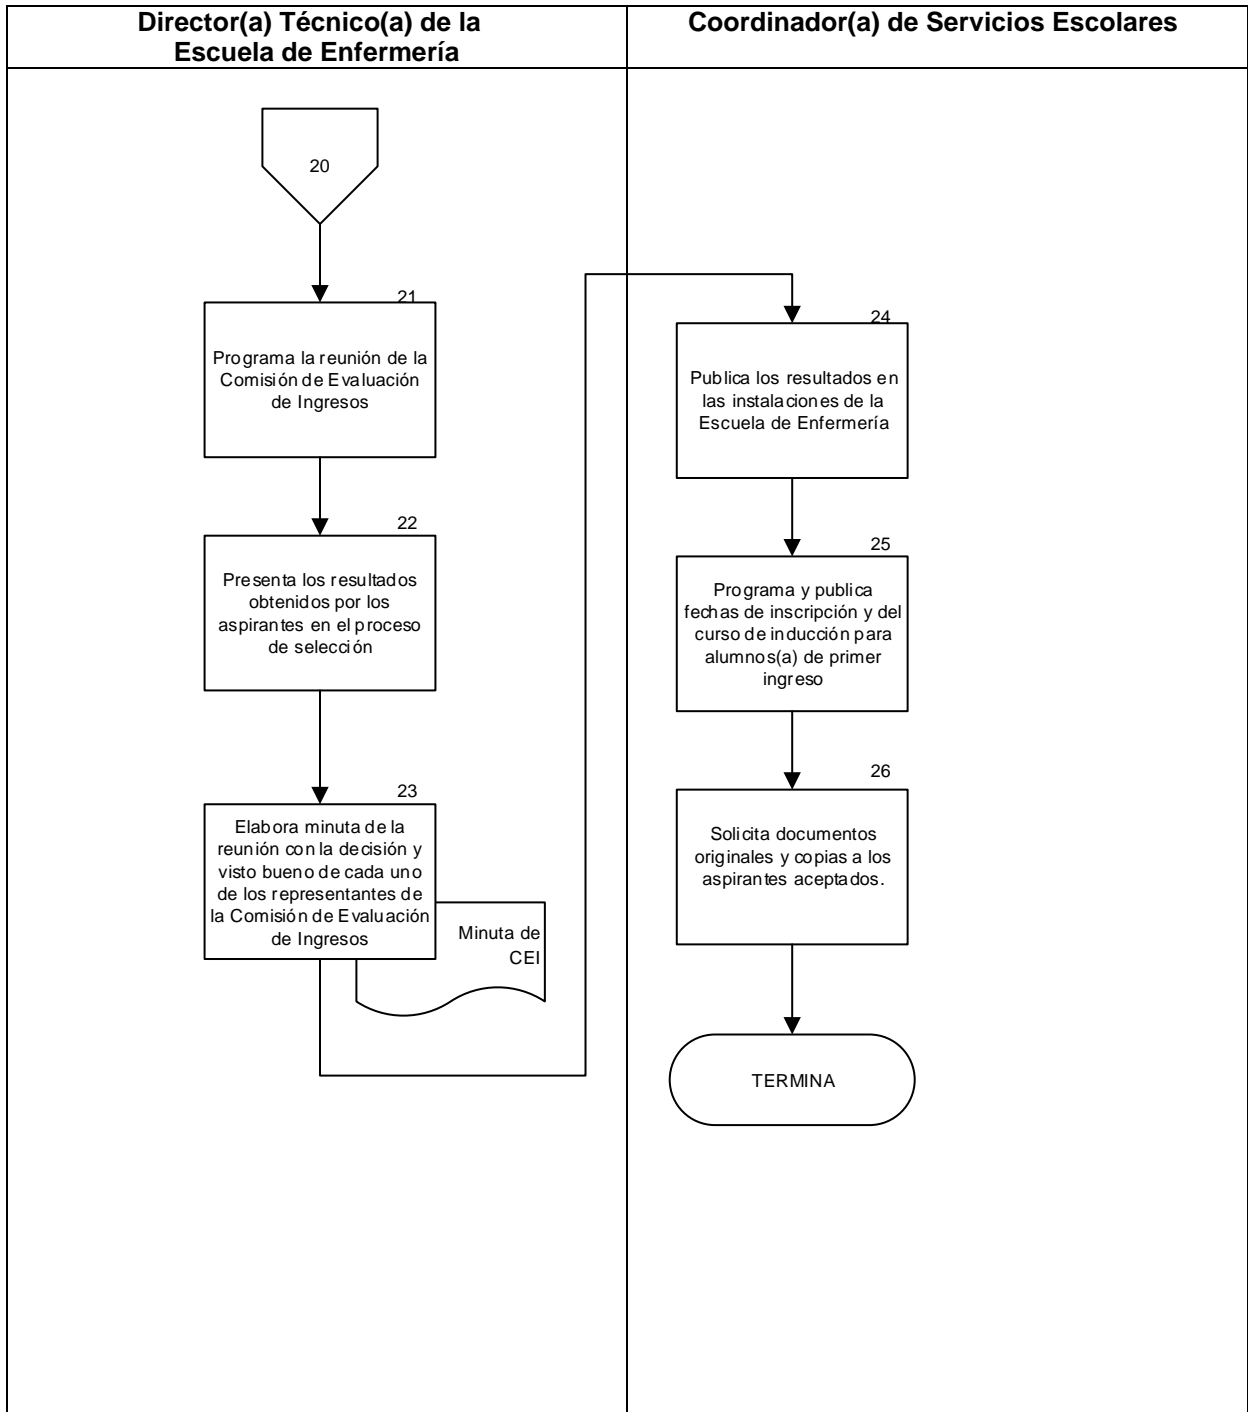 Director(a) Técnico(a) de la
Escuela de Enfermería
Coordinador(a) de Servicios Escolares
20
21
Programa la reunión de la
Comisión de Evaluación
de Ingresos
22
Presenta los resultados
obtenidos por los
aspirantes en el proceso
de selección
23
Elabora minuta de la
reunión con la decisión y
visto bueno de cada uno
de los representantes de
la Comisión de Evaluación
de Ingresos
Minuta de
CEI
24
Publica los resultados en
las instalaciones de la
Escuela de Enfermería
25
Programa y publica
fechas de inscripción y del
curso de inducción para
alumnos(a) de primer
ingreso
26
Solicita documentos
originales y copias a los
aspirantes aceptados.
TERMINA